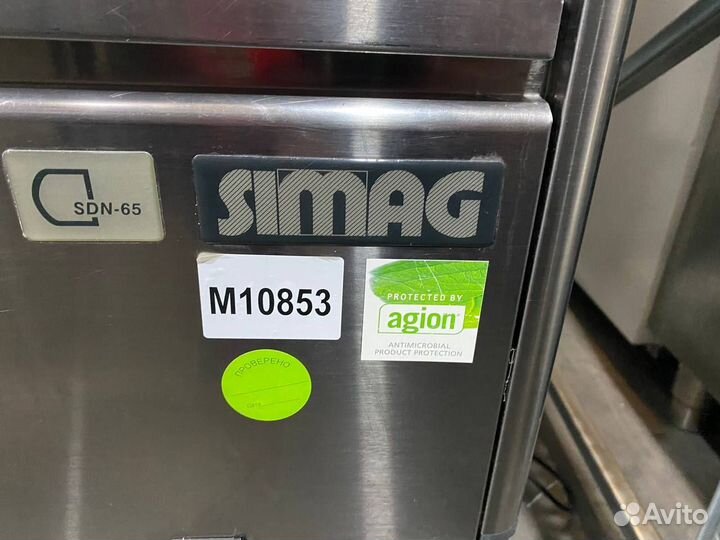 SDN-65
SIMAG
M10853
PROTECTED BY
agion®
ANTIMICROBIAL
PRODUCT PROTECTION
ПРОВЕРЕНО
Avito